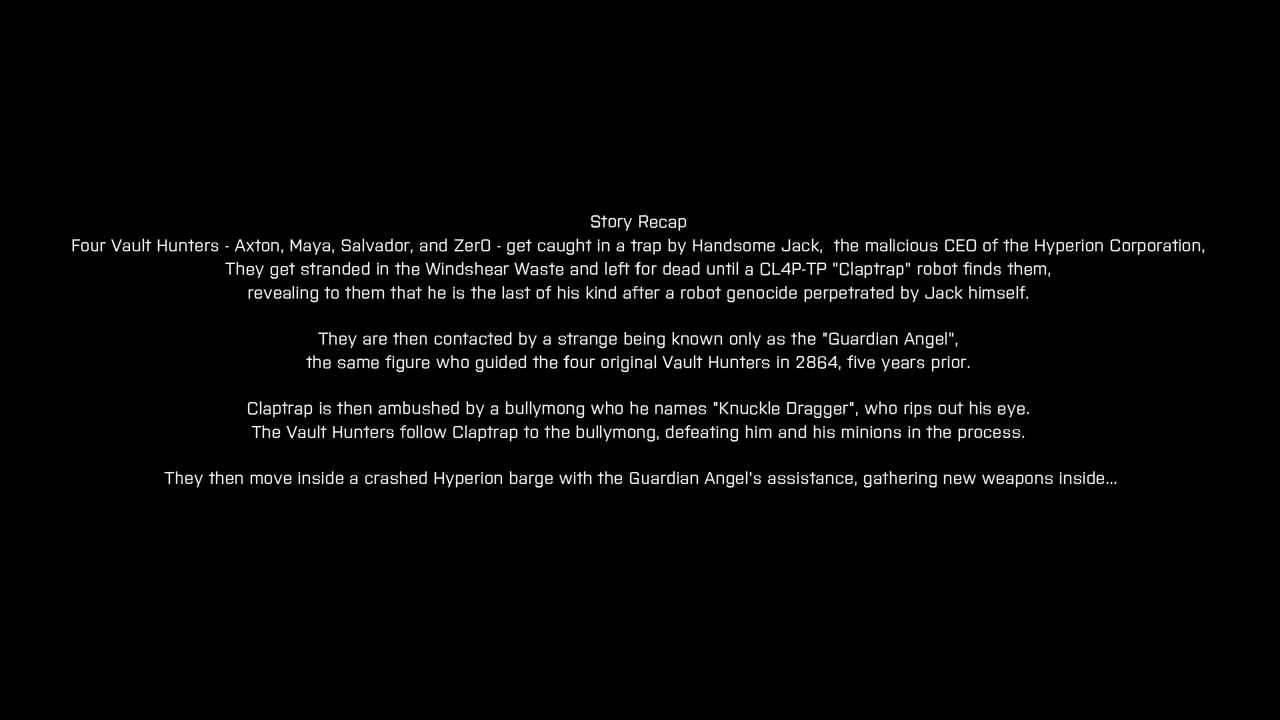 Story Recap
Four Vault Hunters - Axton, Maya, Salvador, and Zer0 - get caught in a trap by Handsome Jack,  the malicious CEO of the Hyperion Corporation,
They get stranded in the Windshear Waste and left for dead until a CL4P-TP "Claptrap" robot finds them,
revealing to them that he is the last of his kind after a robot genocide perpetrated by Jack himself.
They are then contacted by a strange being known only as the "Guardian Angel",
the same figure who guided the four original Vault Hunters in 2864, five years prior.
Claptrap is then ambushed by a bullymong who he names "Knuckle Dragger", who rips out his eye.
The Vault Hunters follow Claptrap to the bullymong, defeating him and his minions in the process.
They then move inside a crashed Hyperion barge with the Guardian Angel's assistance, gathering new weapons inside...